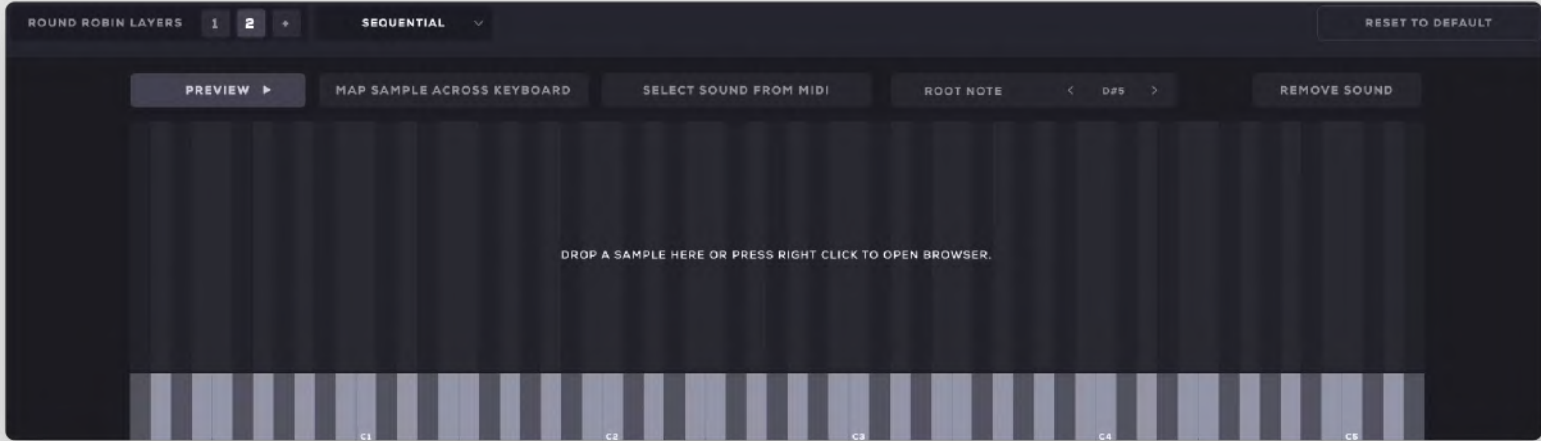 ROUND ROBIN LAYERS 1 2 + SEQUENTIAL RESET TO DEFAULT
PREVIEW MAP SAMPLE ACROSS KEYBOARD SELECT SOUND FROM MIDI ROOT NOTE < D#5 > REMOVE SOUND
DROP A SAMPLE HERE OR PRESS RIGHT CLICK TO OPEN BROWSER.
C1 C2 C3 C4 C5